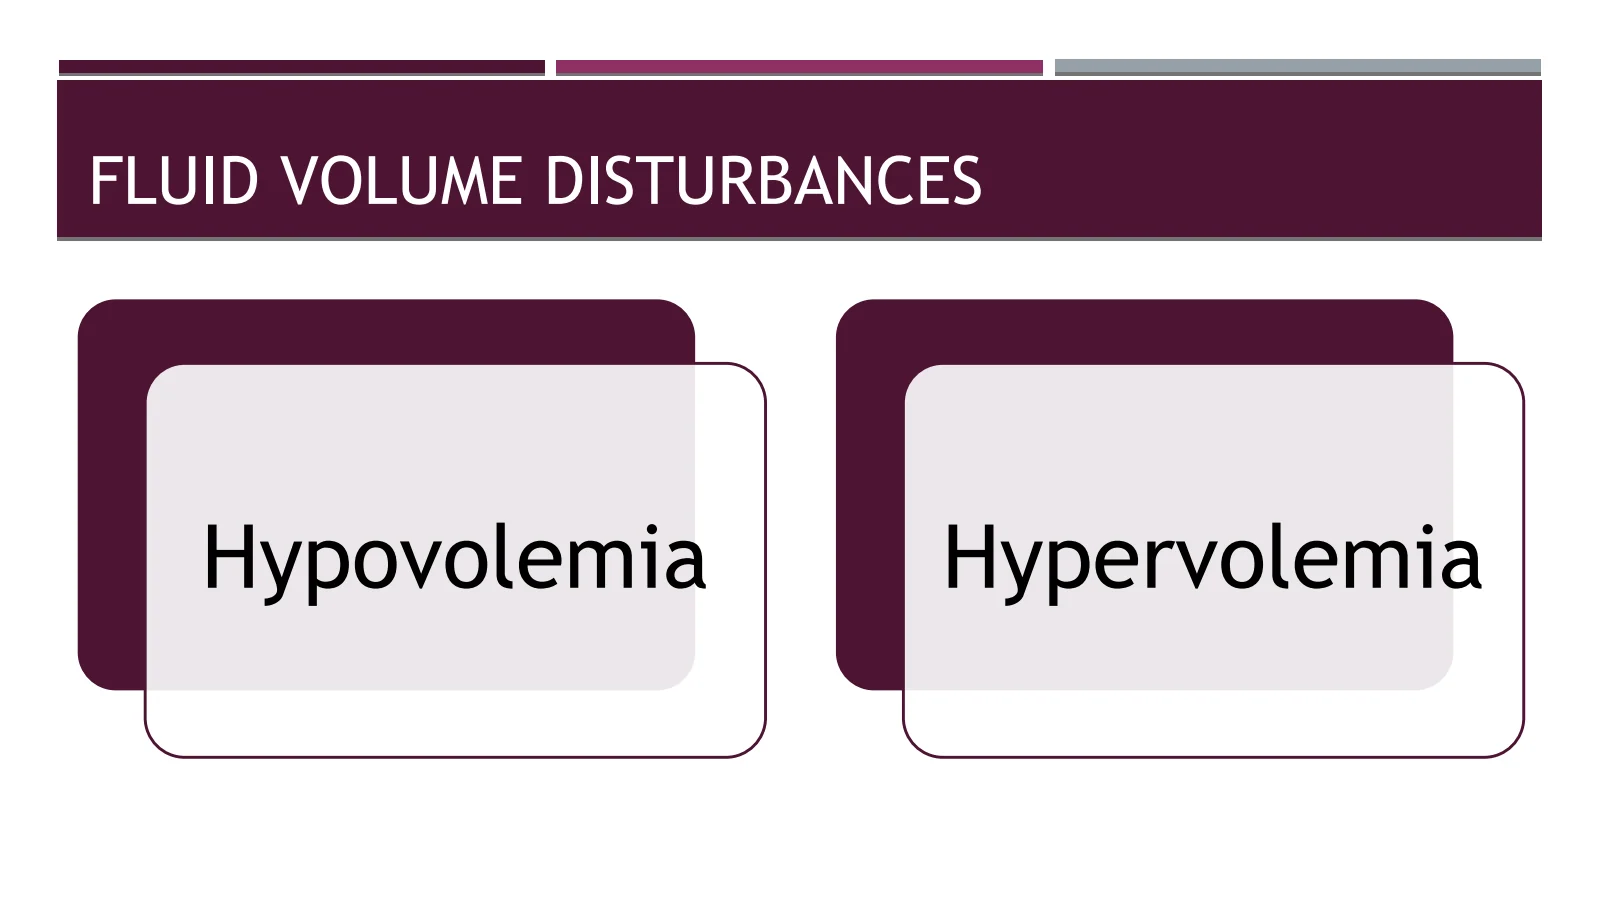 FLUID VOLUME DISTURBANCES
Hypovolemia
Hypervolemia